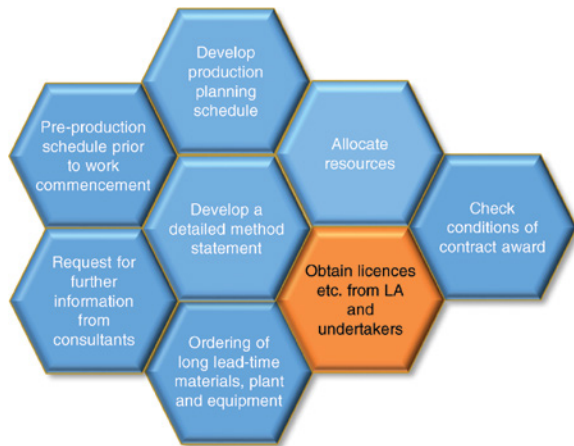 Develop
production
planning
schedule
Pre-production
schedule prior
to work
commencement
Allocate
resources
Check
conditions of
contract award
Develop a
detailed method
statement
Request for
further
information
from
consultants
Obtain licences
etc. from LA
and
undertakers
Ordering of
long lead-time
materials, plant
and equipment